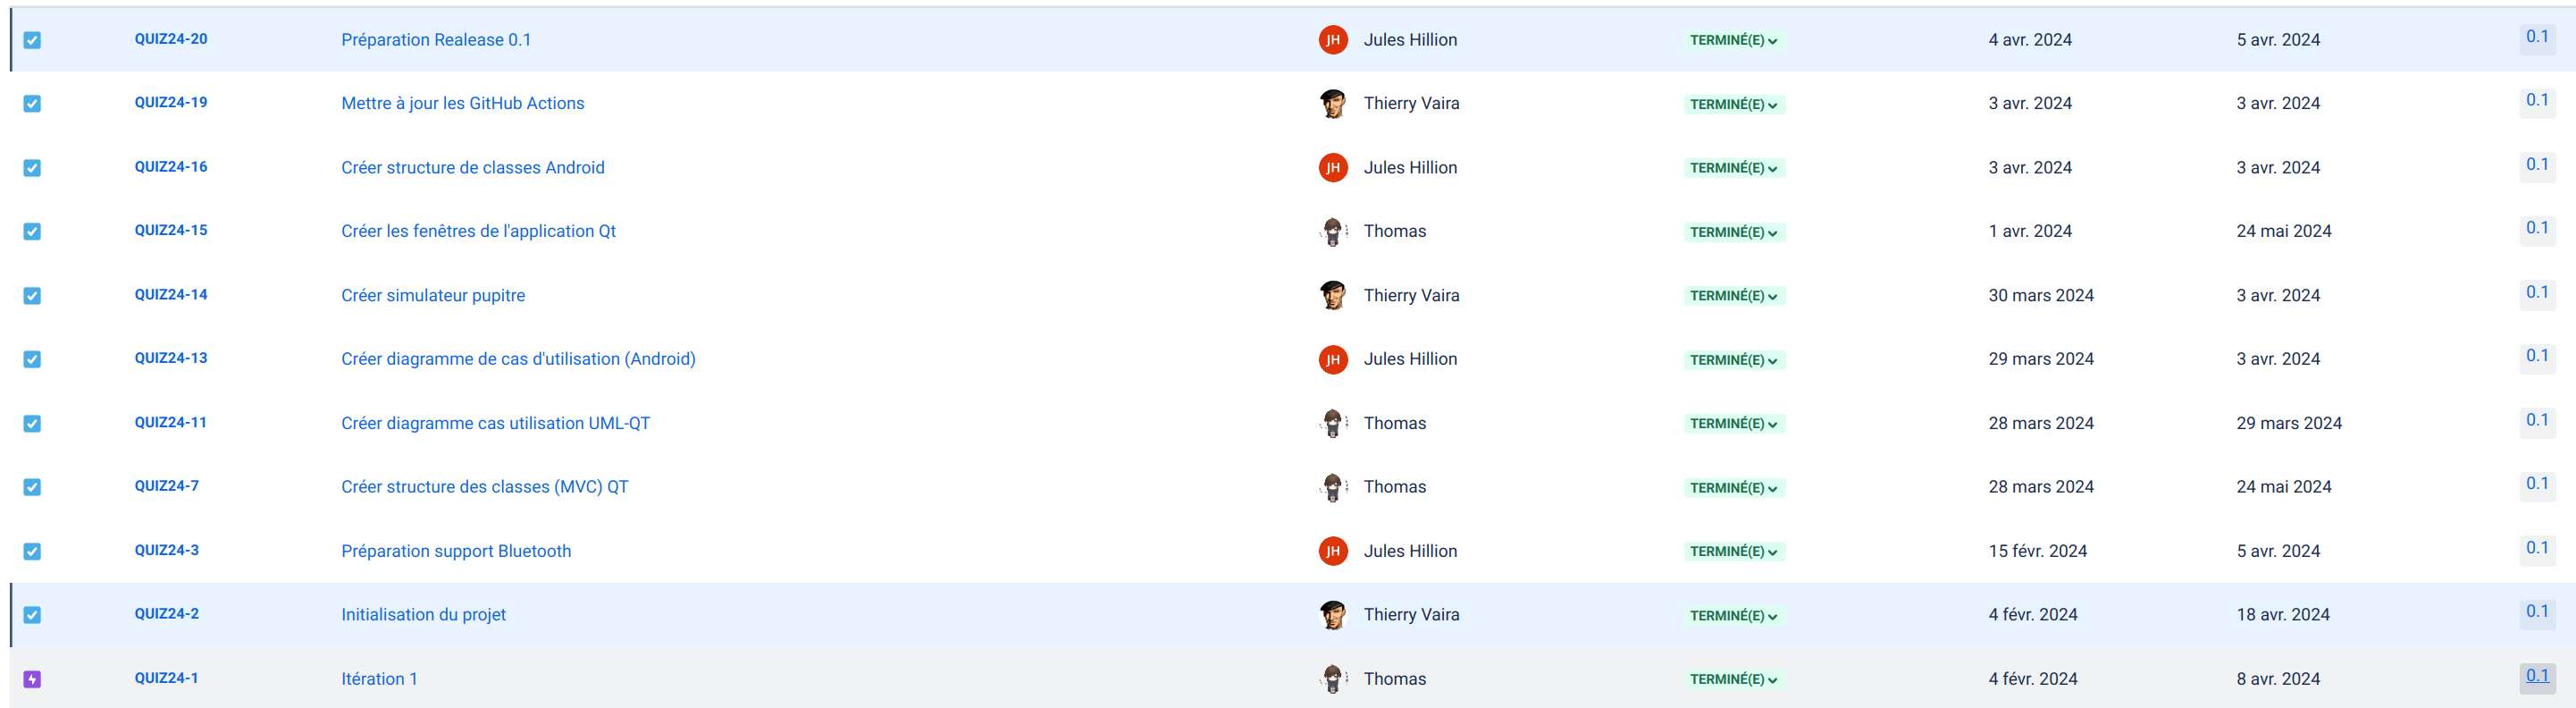 QUIZ24-20 Préparation Realease 0.1 JH Jules Hillion TERMINÉ(E) 4 avr. 2024 5 avr. 2024 0.1
QUIZ24-19 Mettre à jour les GitHub Actions Thierry Vaira TERMINÉ(E) 3 avr. 2024 3 avr. 2024 0.1
QUIZ24-16 Créer structure de classes Android JH Jules Hillion TERMINÉ(E) 3 avr. 2024 3 avr. 2024 0.1
QUIZ24-15 Créer les fenêtres de l'application Qt Thomas TERMINÉ(E) 1 avr. 2024 24 mai 2024 0.1
QUIZ24-14 Créer simulateur pupitre Thierry Vaira TERMINÉ(E) 30 mars 2024 3 avr. 2024 0.1
QUIZ24-13 Créer diagramme de cas d'utilisation (Android) JH Jules Hillion TERMINÉ(E) 29 mars 2024 3 avr. 2024 0.1
QUIZ24-11 Créer diagramme cas utilisation UML-QT Thomas TERMINÉ(E) 28 mars 2024 29 mars 2024 0.1
QUIZ24-7 Créer structure des classes (MVC) QT Thomas TERMINÉ(E) 28 mars 2024 24 mai 2024 0.1
QUIZ24-3 Préparation support Bluetooth JH Jules Hillion TERMINÉ(E) 15 févr. 2024 5 avr. 2024 0.1
QUIZ24-2 Initialisation du projet Thierry Vaira TERMINÉ(E) 4 févr. 2024 18 avr. 2024 0.1
QUIZ24-1 Itération 1 Thomas TERMINÉ(E) 4 févr. 2024 8 avr. 2024 0.1